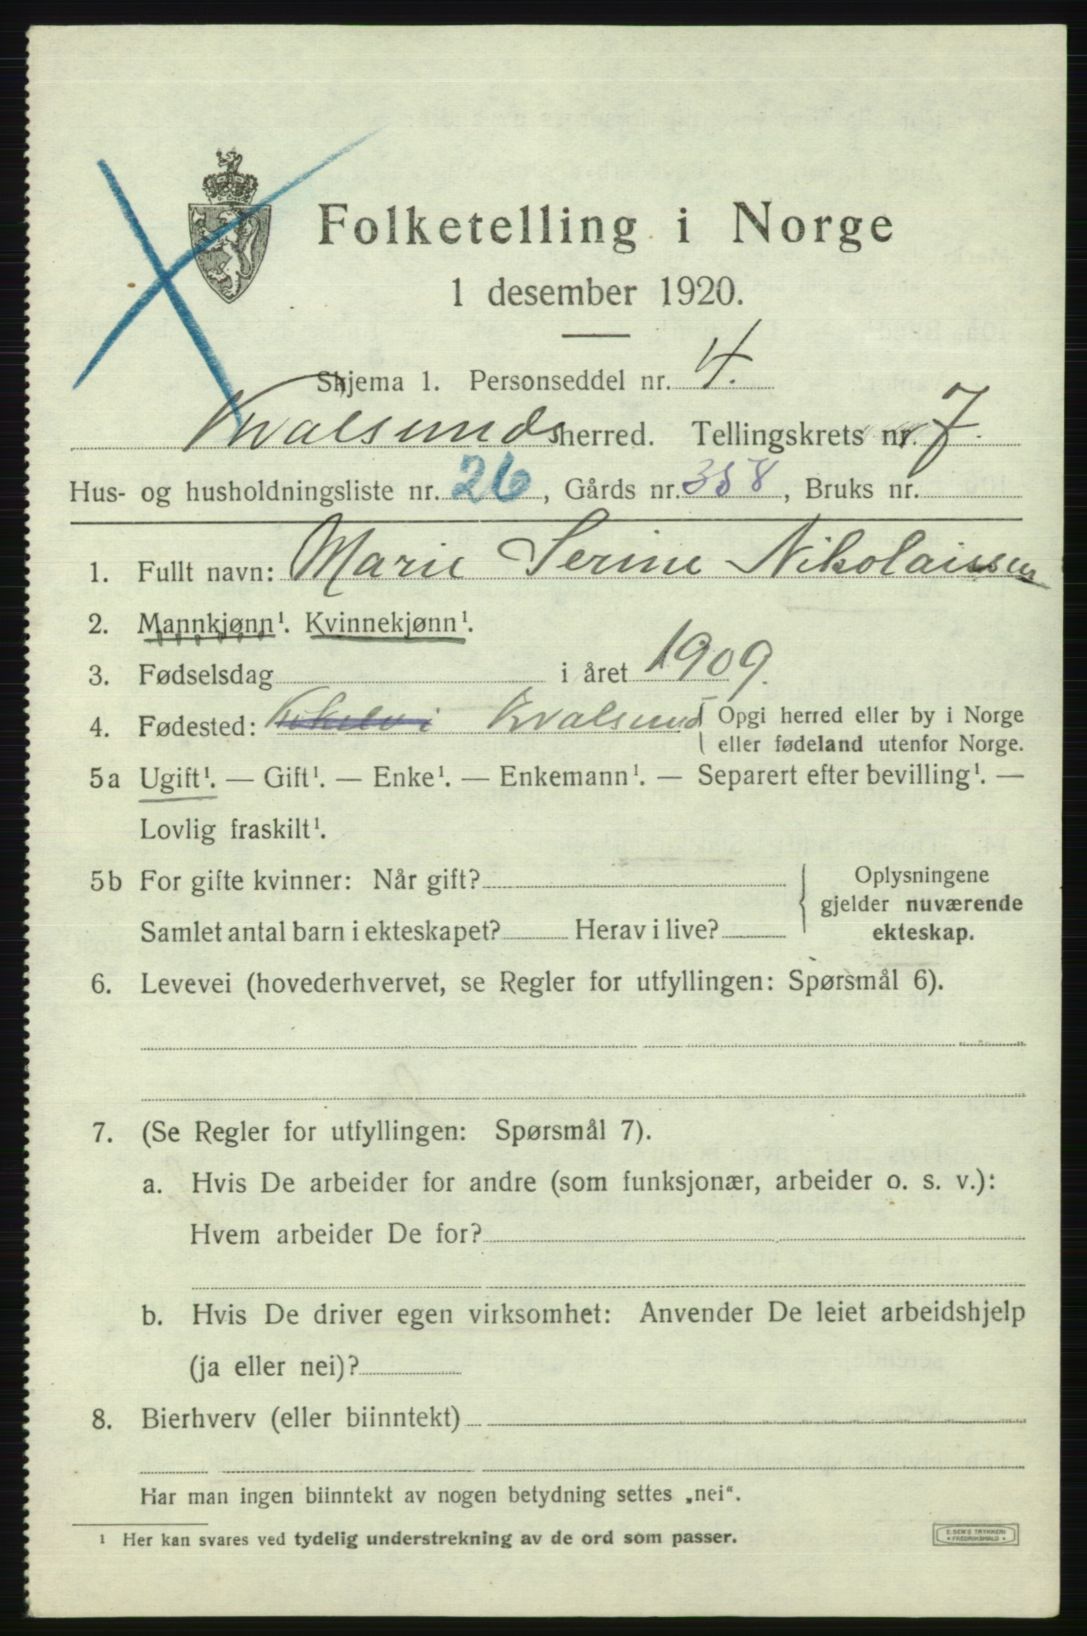 Folketelling i Norge
1 desember 1920.
Skjema 1. Personseddel nr. 4.
Kvalsunds herred. Tellingskrets nr. 7.
Hus- og husholdningsliste nr. 26, Gårds nr. 358, Bruks nr.
1. Fullt navn: Marie Serine Nikolaissen
2. Mannkjønn¹. Kvinnekjønn¹.
3. Fødselsdag i året 1909.
4. Fødested: Kvalsund { Opgi herred eller by i Norge
eller fødeland utenfor Norge.
5a Ugift¹. — Gift¹. — Enke¹. — Enkemann¹. — Separert efter bevilling¹. —
Lovlig fraskilt¹.
5b For gifte kvinner: Når gift?
Samlet antal barn i ekteskapet? Herav i live?
{ Oplysningene
gjelder nuværende
ekteskap.
6. Levevei (hovederhvervet, se Regler for utfyllingen: Spørsmål 6).
7. (Se Regler for utfyllingen: Spørsmål 7).
a. Hvis De arbeider for andre (som funksjonær, arbeider o. s. v.):
Hvem arbeider De for?
b. Hvis De driver egen virksomhet: Anvender De leiet arbeidshjelp
(ja eller nei)?
8. Bierhverv (eller biinntekt)
Har man ingen biinntekt av nogen betydning settes „nei“.
¹ Her kan svares ved tydelig understrekning av de ord som passer.